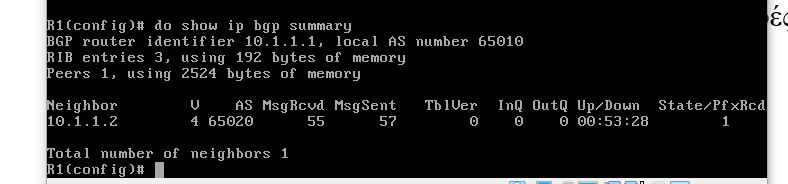 R1(config)# do show ip bgp summary
BGP router identifier 10.1.1.1, local AS number 65010
RIB entries 3, using 192 bytes of memory
Peers 1, using 2524 bytes of memory
Neighbor        V    AS MsgRcvd MsgSent   TblVer  InQ OutQ Up/Down  State/PfxRcd
10.1.1.2        4 65020      55      57        0    0    0 00:53:28        1
Total number of neighbors 1
R1(config)#